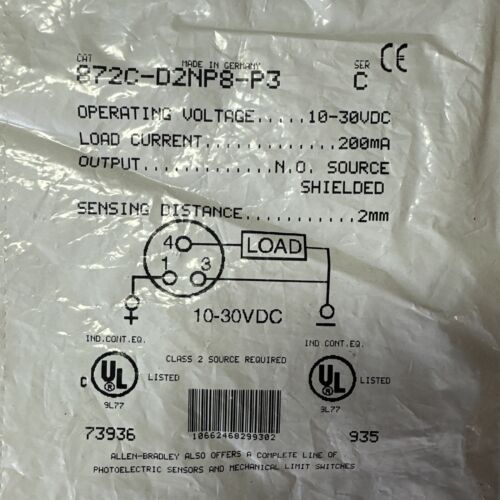 CAT MADE IN GERMANY SER CE
872C-D2NP8-P3 C
OPERATING VOLTAGE.....10-30VDC
LOAD CURRENT............200MA
OUTPUT.............N.O. SOURCE
SHIELDED
SENSING DISTANCE...........2mm
4 LOAD
1 3
+ 10-30VDC −
IND.CONT.EQ. IND.CONT.EQ.
CLASS 2 SOURCE REQUIRED
C UL ® LISTED UL ® LISTED
9L77 9L77
73936 10662468299302 935
ALLEN-BRADLEY ALSO OFFERS A COMPLETE LINE OF
PHOTOELECTRIC SENSORS AND MECHANICAL LIMIT SWITCHES